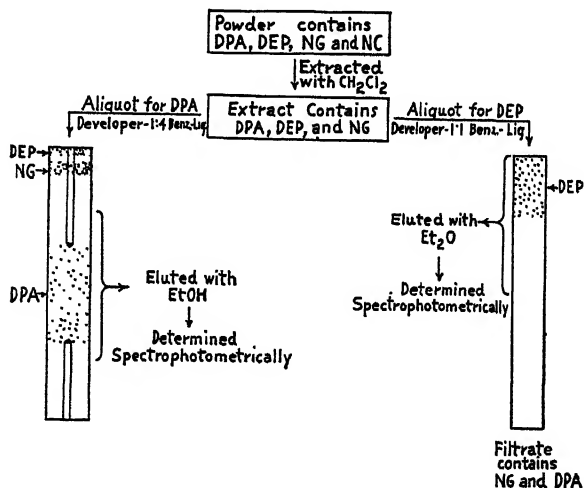 Powder contains
DPA, DEP, NG and NC
Extracted
with CH2Cl2
Aliquot for DPA
Developer-1:4 Benz-Lig
Extract Contains
DPA, DEP, and NG
Aliquot for DEP
Developer-1:1 Benz.-Lig
DEP
NG
DPA
Eluted with
EtOH
Determined
Spectrophotometrically
DEP
Eluted with
Et2O
Determined
Spectrophotometrically
Filtrate
contains
NG and DPA